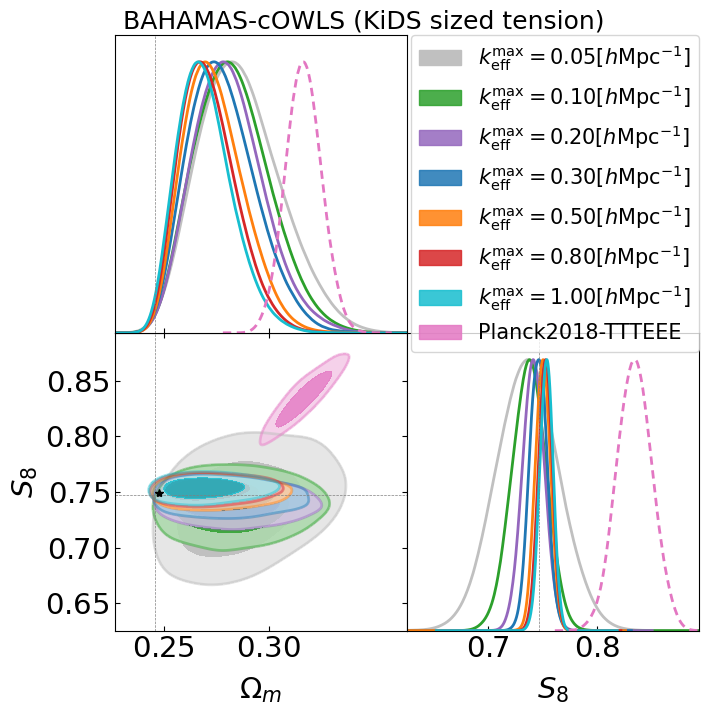 BAHAMAS-cOWLS (KiDS sized tension)
k_eff^max = 0.05[hMpc⁻¹]
k_eff^max = 0.10[hMpc⁻¹]
k_eff^max = 0.20[hMpc⁻¹]
k_eff^max = 0.30[hMpc⁻¹]
k_eff^max = 0.50[hMpc⁻¹]
k_eff^max = 0.80[hMpc⁻¹]
k_eff^max = 1.00[hMpc⁻¹]
Planck2018-TTTEEE
0.85
0.80
0.75
0.70
0.65
S₈
0.25 0.30
Ωₘ
0.7 0.8
S₈